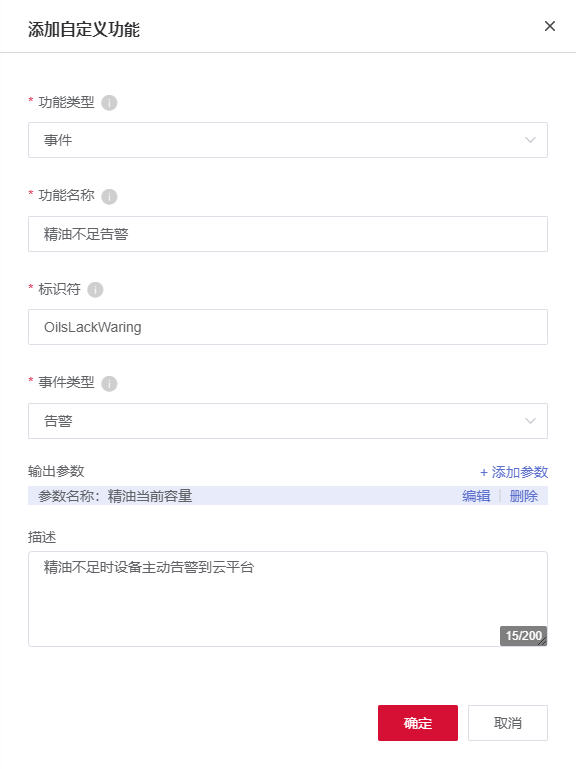 添加自定义功能
* 功能类型
事件
* 功能名称
精油不足告警
* 标识符
OilsLackWaring
* 事件类型
告警
输出参数 + 添加参数
参数名称：精油当前容量 编辑 删除
描述
精油不足时设备主动告警到云平台
15/200
确定 取消